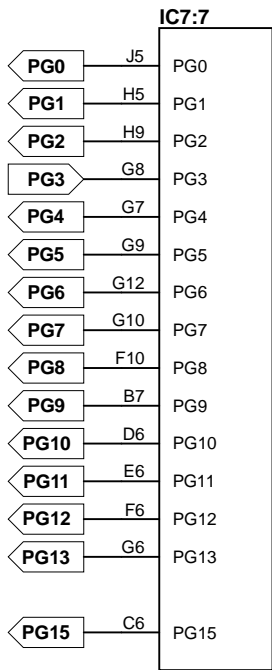 IC7:7
PG0 J5 PG0
PG1 H5 PG1
PG2 H9 PG2
PG3 G8 PG3
PG4 G7 PG4
PG5 G9 PG5
PG6 G12 PG6
PG7 G10 PG7
PG8 F10 PG8
PG9 B7 PG9
PG10 D6 PG10
PG11 E6 PG11
PG12 F6 PG12
PG13 G6 PG13
PG15 C6 PG15